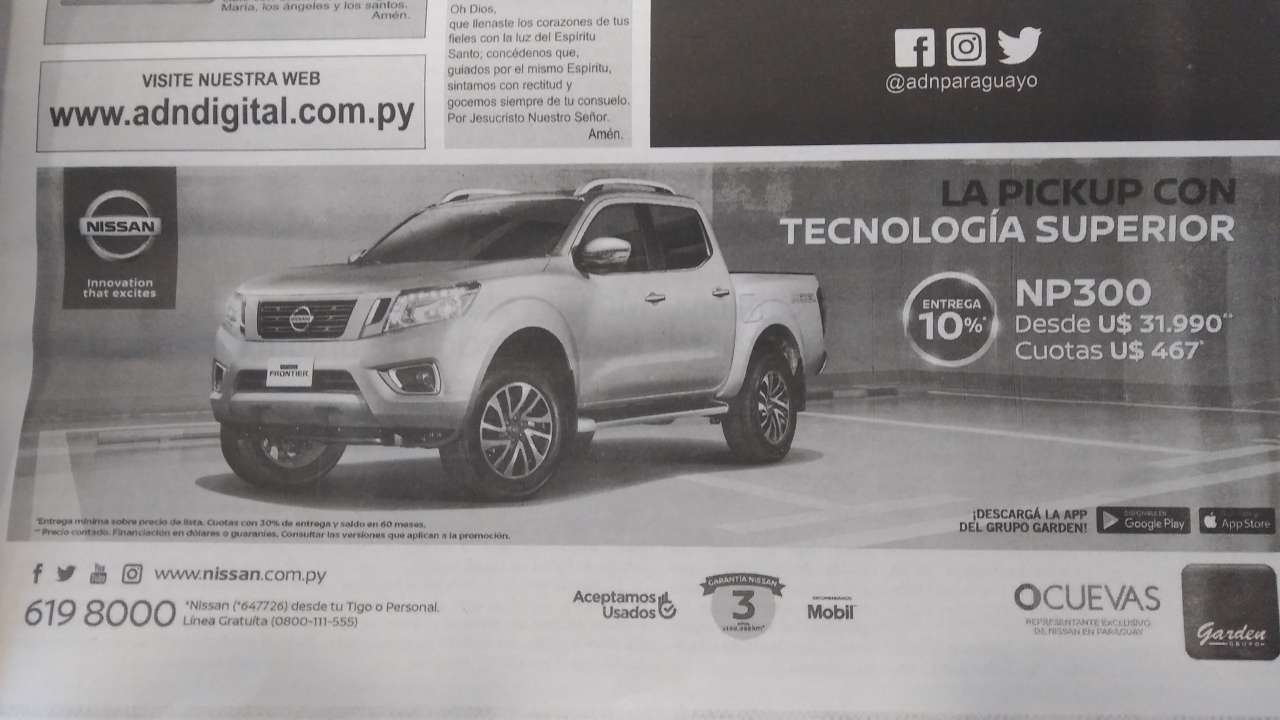 María, los ángeles y los santos.
Amén.
VISITE NUESTRA WEB
www.adndigital.com.py
Oh Dios,
que llenaste los corazones de tus
fieles con la luz del Espíritu
Santo; concédenos que,
guiados por el mismo Espíritu,
sintamos con rectitud y
gocemos siempre de tu consuelo.
Por Jesucristo Nuestro Señor.
Amén.
@adnparaguayo
NISSAN
Innovation
that excites
LA PICKUP CON
TECNOLOGÍA SUPERIOR
ENTREGA
10%*
NP300
Desde U$ 31.990**
Cuotas U$ 467*
NISSAN
FRONTIER
*Entrega mínima sobre precio de lista. Cuotas con 30% de entrega y saldo en 60 meses.
**Precio contado. Financiación en dólares o guaraníes. Consultar las versiones que aplican a la promoción.
¡DESCARGÁ LA APP
DEL GRUPO GARDEN!
DISPONIBLE EN
Google Play
App Store
www.nissan.com.py
619 8000
*Nissan (*647726) desde tu Tigo o Personal.
Línea Gratuita (0800-111-555)
Aceptamos
Usados
GARANTÍA NISSAN
3
RECOMENDAMOS
Mobil
CUEVAS
REPRESENTANTE EXCLUSIVO
DE NISSAN EN PARAGUAY
Garden
GRUPO